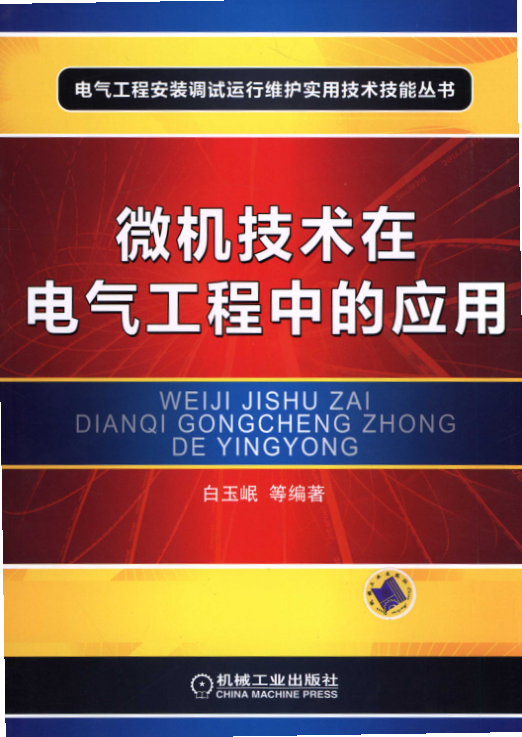 电气工程安装调试运行维护实用技术技能丛书
微机技术在
电气工程中的应用
WEIJI JISHU ZAI
DIANQI GONGCHENG ZHONG
DE YINGYONG
白玉岷 等编著
机械工业出版社
CHINA MACHINE PRESS